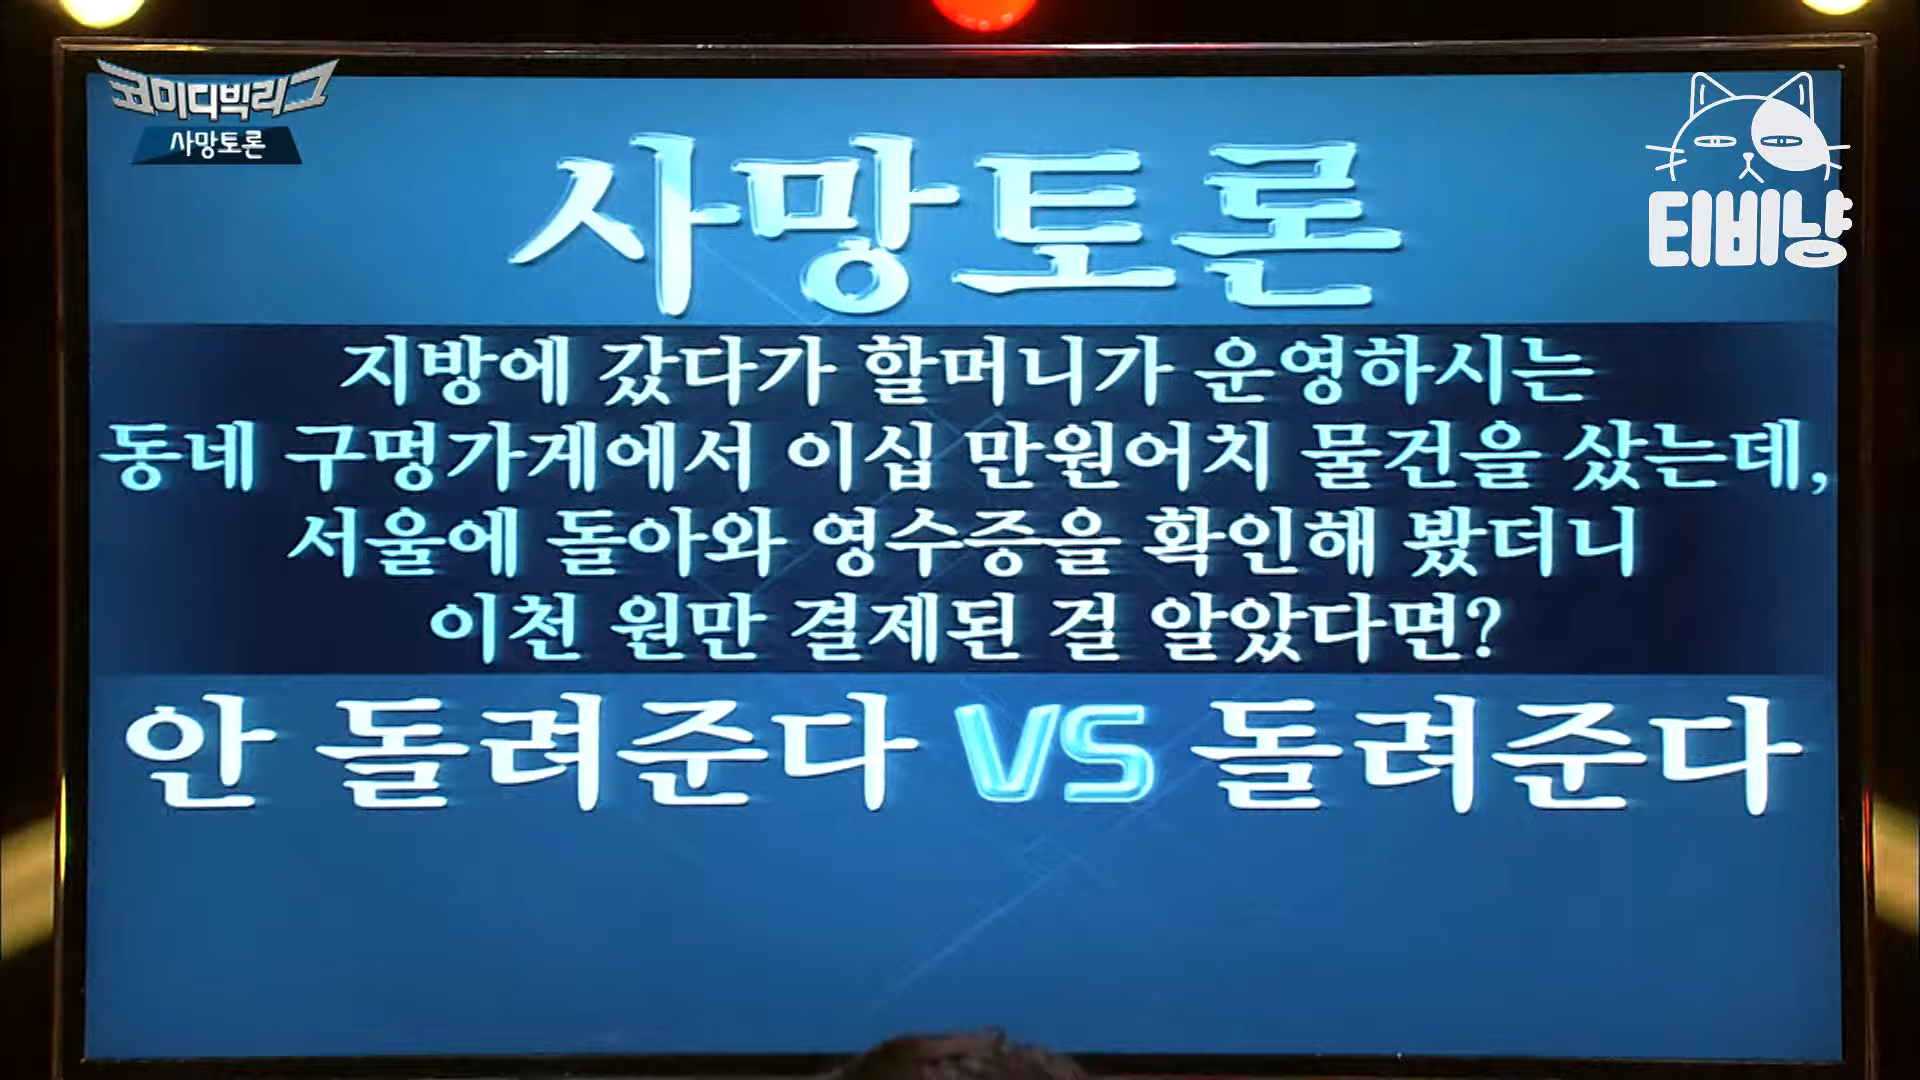 코미디빅리그
사망토론
티비냥
사망토론
지방에 갔다가 할머니가 운영하시는
동네 구멍가게에서 이십 만원어치 물건을 샀는데,
서울에 돌아와 영수증을 확인해 봤더니
이천 원만 결제된 걸 알았다면?
안 돌려준다 VS 돌려준다